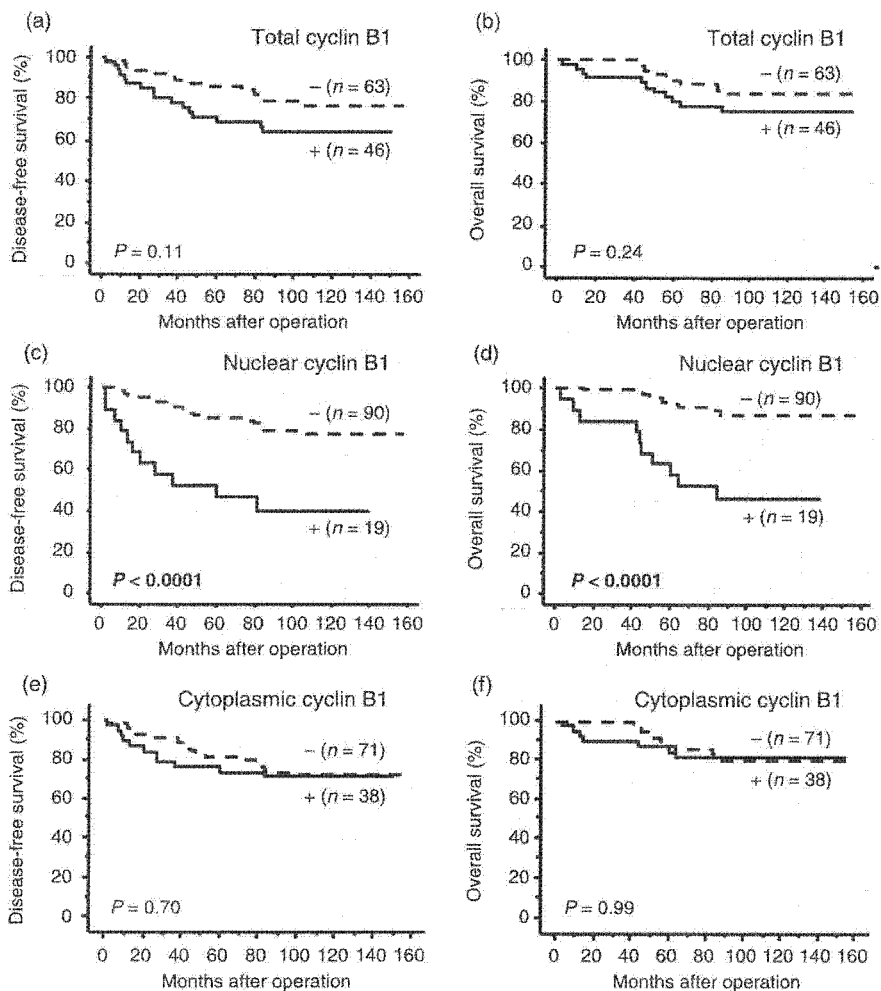 (a)
Total cyclin B1
Disease-free survival (%)
100
80
60
40
20
0
– (n = 63)
+ (n = 46)
P = 0.11
0 20 40 60 80 100 120 140 160
Months after operation
(b)
Total cyclin B1
Overall survival (%)
100
80
60
40
20
0
– (n = 63)
+ (n = 46)
P = 0.24
0 20 40 60 80 100 120 140 160
Months after operation
(c)
Nuclear cyclin B1
Disease-free survival (%)
100
80
60
40
20
0
– (n = 90)
+ (n = 19)
P < 0.0001
0 20 40 60 80 100 120 140 160
Months after operation
(d)
Nuclear cyclin B1
Overall survival (%)
100
80
60
40
20
0
– (n = 90)
+ (n = 19)
P < 0.0001
0 20 40 60 80 100 120 140 160
Months after operation
(e)
Cytoplasmic cyclin B1
Disease-free survival (%)
100
80
60
40
20
0
– (n = 71)
+ (n = 38)
P = 0.70
0 20 40 60 80 100 120 140 160
Months after operation
(f)
Cytoplasmic cyclin B1
Overall survival (%)
100
80
60
40
20
0
– (n = 71)
+ (n = 38)
P = 0.99
0 20 40 60 80 100 120 140 160
Months after operation